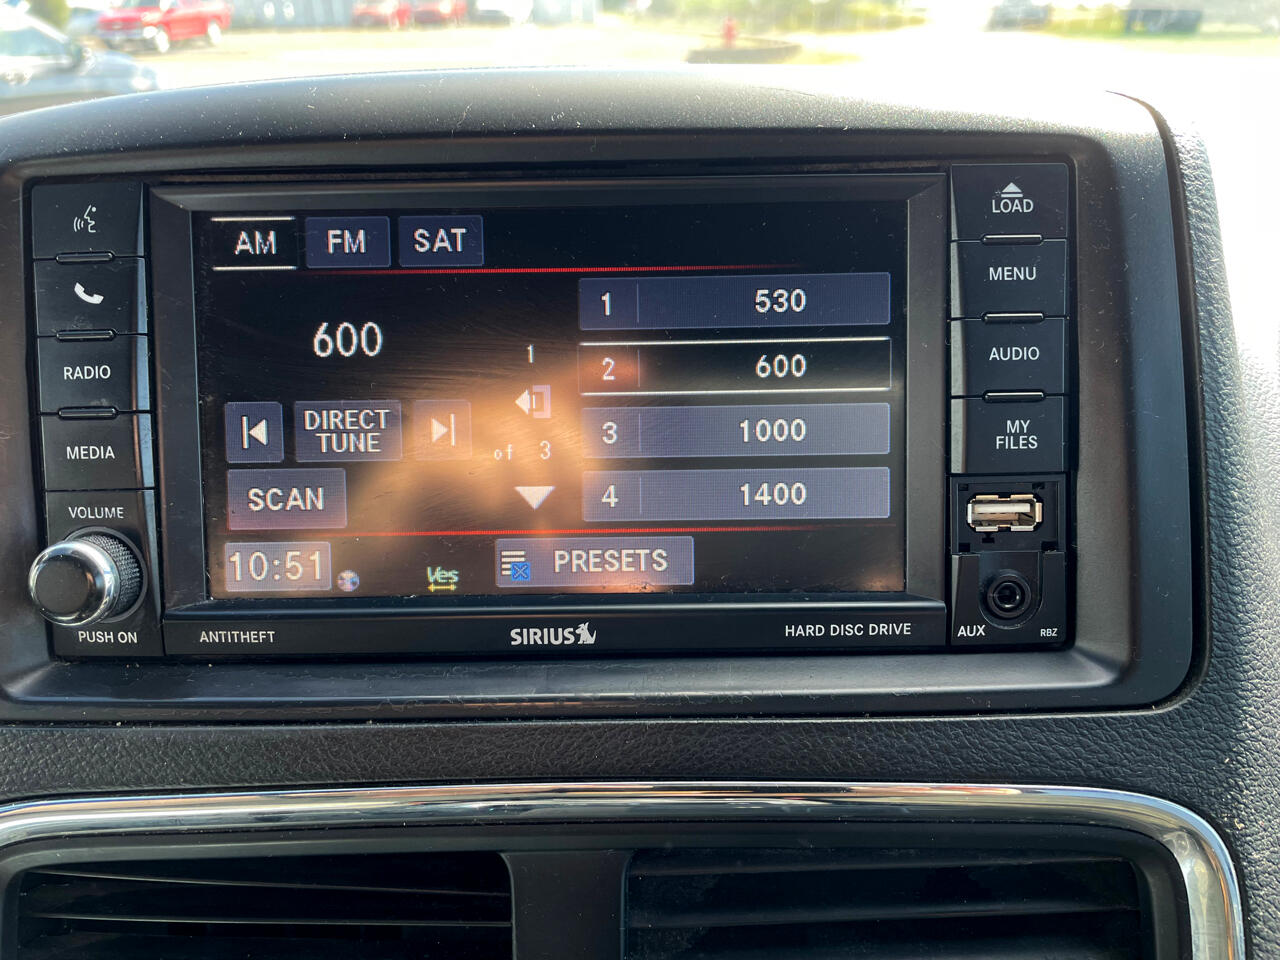 AM FM SAT
600
1
of 3
DIRECT
TUNE
SCAN
10:51
Ves
PRESETS
1 530
2 600
3 1000
4 1400
RADIO
MEDIA
VOLUME
PUSH ON
ANTITHEFT
SIRIUS
HARD DISC DRIVE
LOAD
MENU
AUDIO
MY
FILES
AUX
RBZ